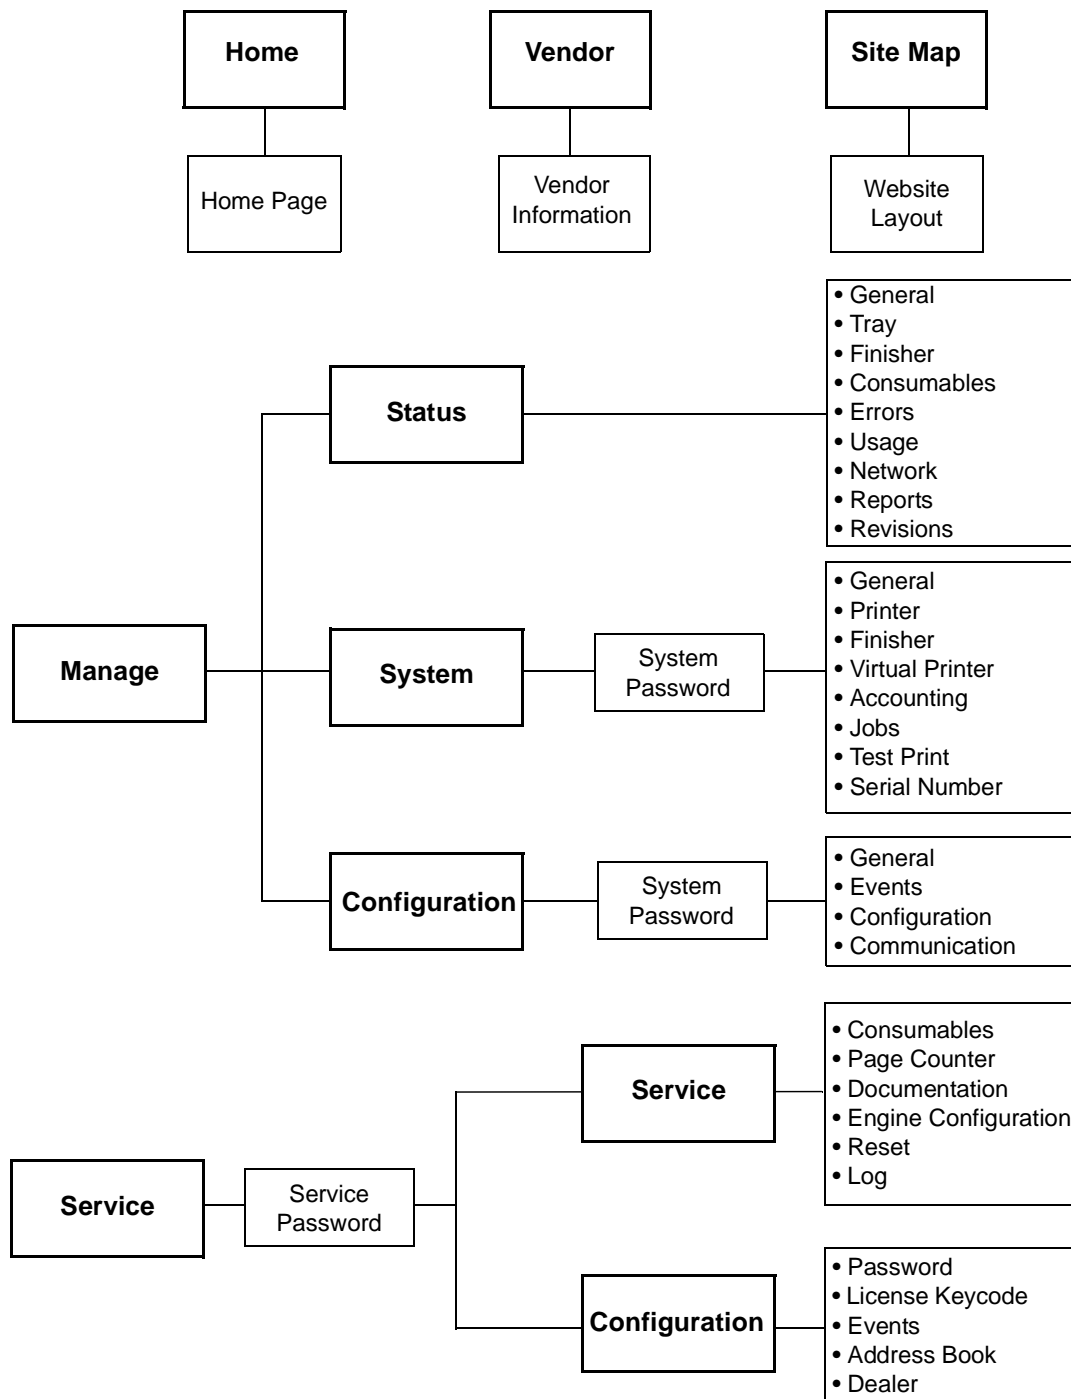 Home
Vendor
Site Map
Home Page
Vendor
Information
Website
Layout
Status
• General
• Tray
• Finisher
• Consumables
• Errors
• Usage
• Network
• Reports
• Revisions
Manage
System
System
Password
• General
• Printer
• Finisher
• Virtual Printer
• Accounting
• Jobs
• Test Print
• Serial Number
Configuration
System
Password
• General
• Events
• Configuration
• Communication
Service
Service
Password
Service
• Consumables
• Page Counter
• Documentation
• Engine Configuration
• Reset
• Log
Configuration
• Password
• License Keycode
• Events
• Address Book
• Dealer